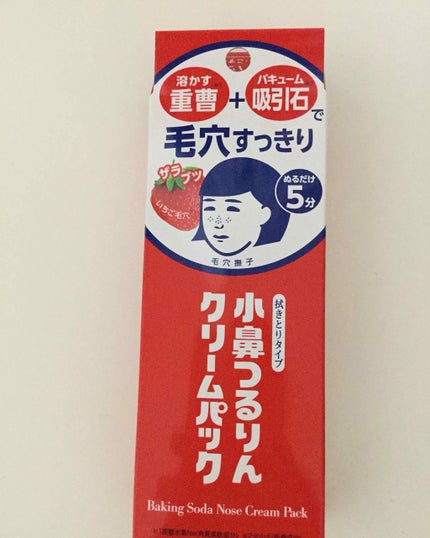 溶かす
重曹
+
バキューム
吸引石
で
毛穴すっきり
ザラ
ブツ
いちご毛穴
ぬるだけ
5分
毛穴撫子
拭きとりタイプ
小鼻つるりん
クリームパック
Baking Soda Nose Cream Pack